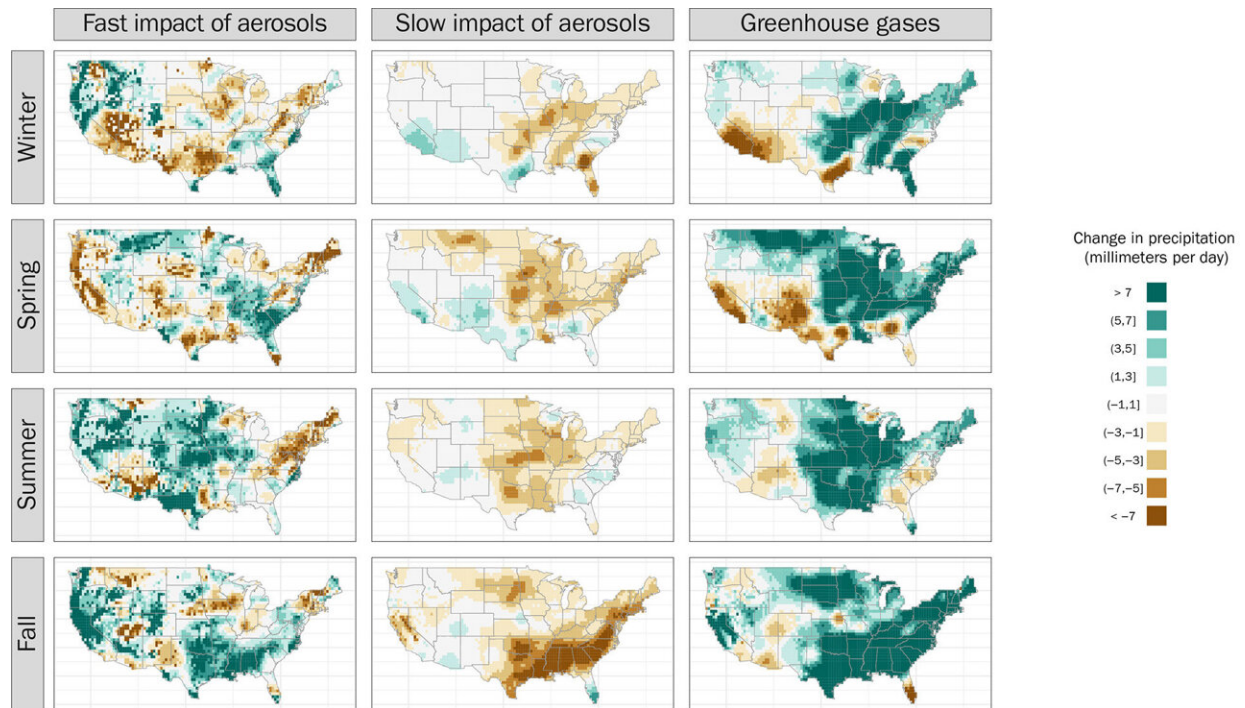 Fast impact of aerosols
Slow impact of aerosols
Greenhouse gases
Winter
Spring
Summer
Fall
Change in precipitation
(millimeters per day)
> 7
(5,7]
(3,5]
(1,3]
(−1,1]
(−3,−1]
(−5,−3]
(−7,−5]
< −7